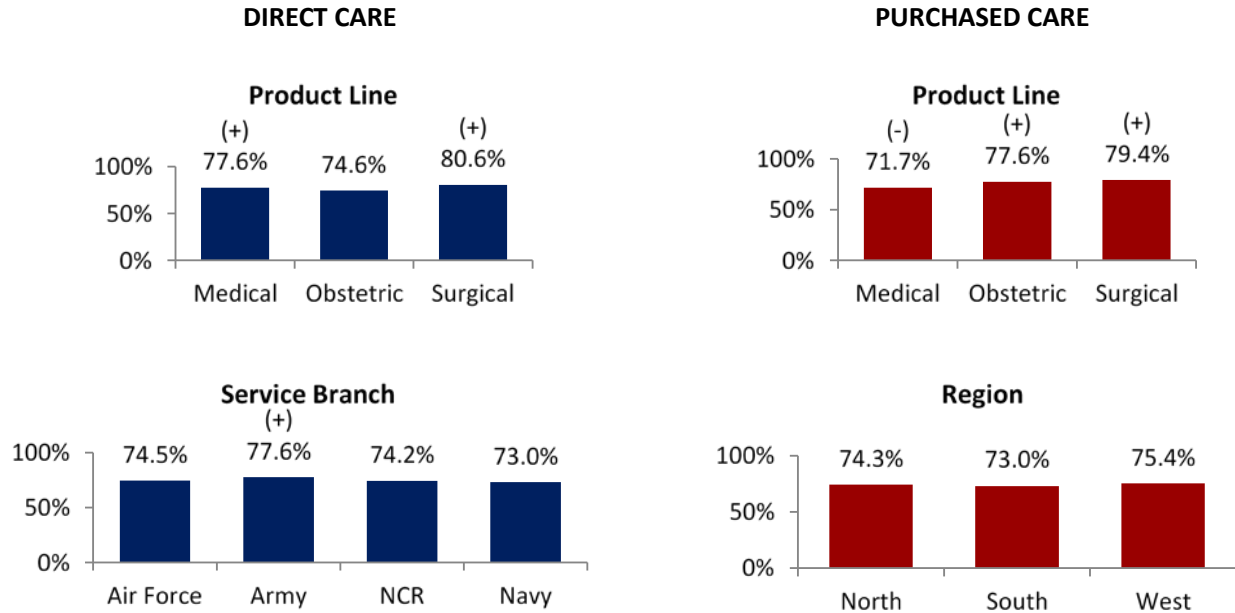 DIRECT CARE
PURCHASED CARE
Product Line
(+) (+)
77.6% 74.6% 80.6%
100%
50%
0%
Medical Obstetric Surgical
Product Line
(-) (+) (+)
71.7% 77.6% 79.4%
100%
50%
0%
Medical Obstetric Surgical
Service Branch
(+)
74.5% 77.6% 74.2% 73.0%
100%
50%
0%
Air Force Army NCR Navy
Region
74.3% 73.0% 75.4%
100%
50%
0%
North South West